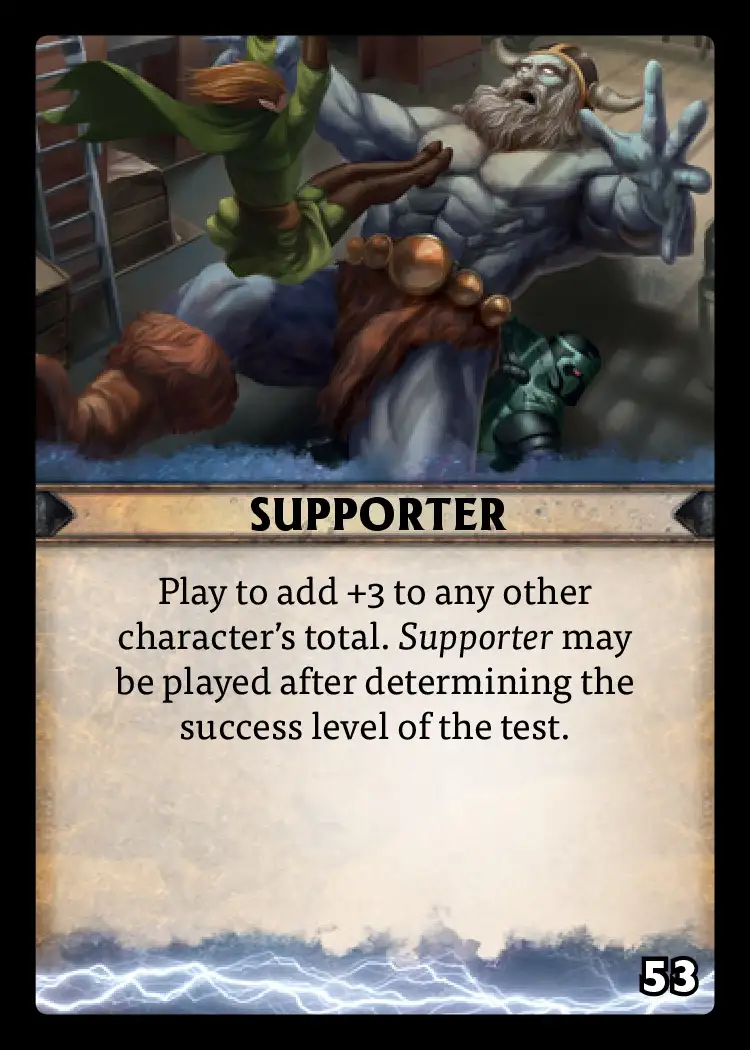 SUPPORTER
Play to add +3 to any other
character’s total. Supporter may
be played after determining the
success level of the test.
53